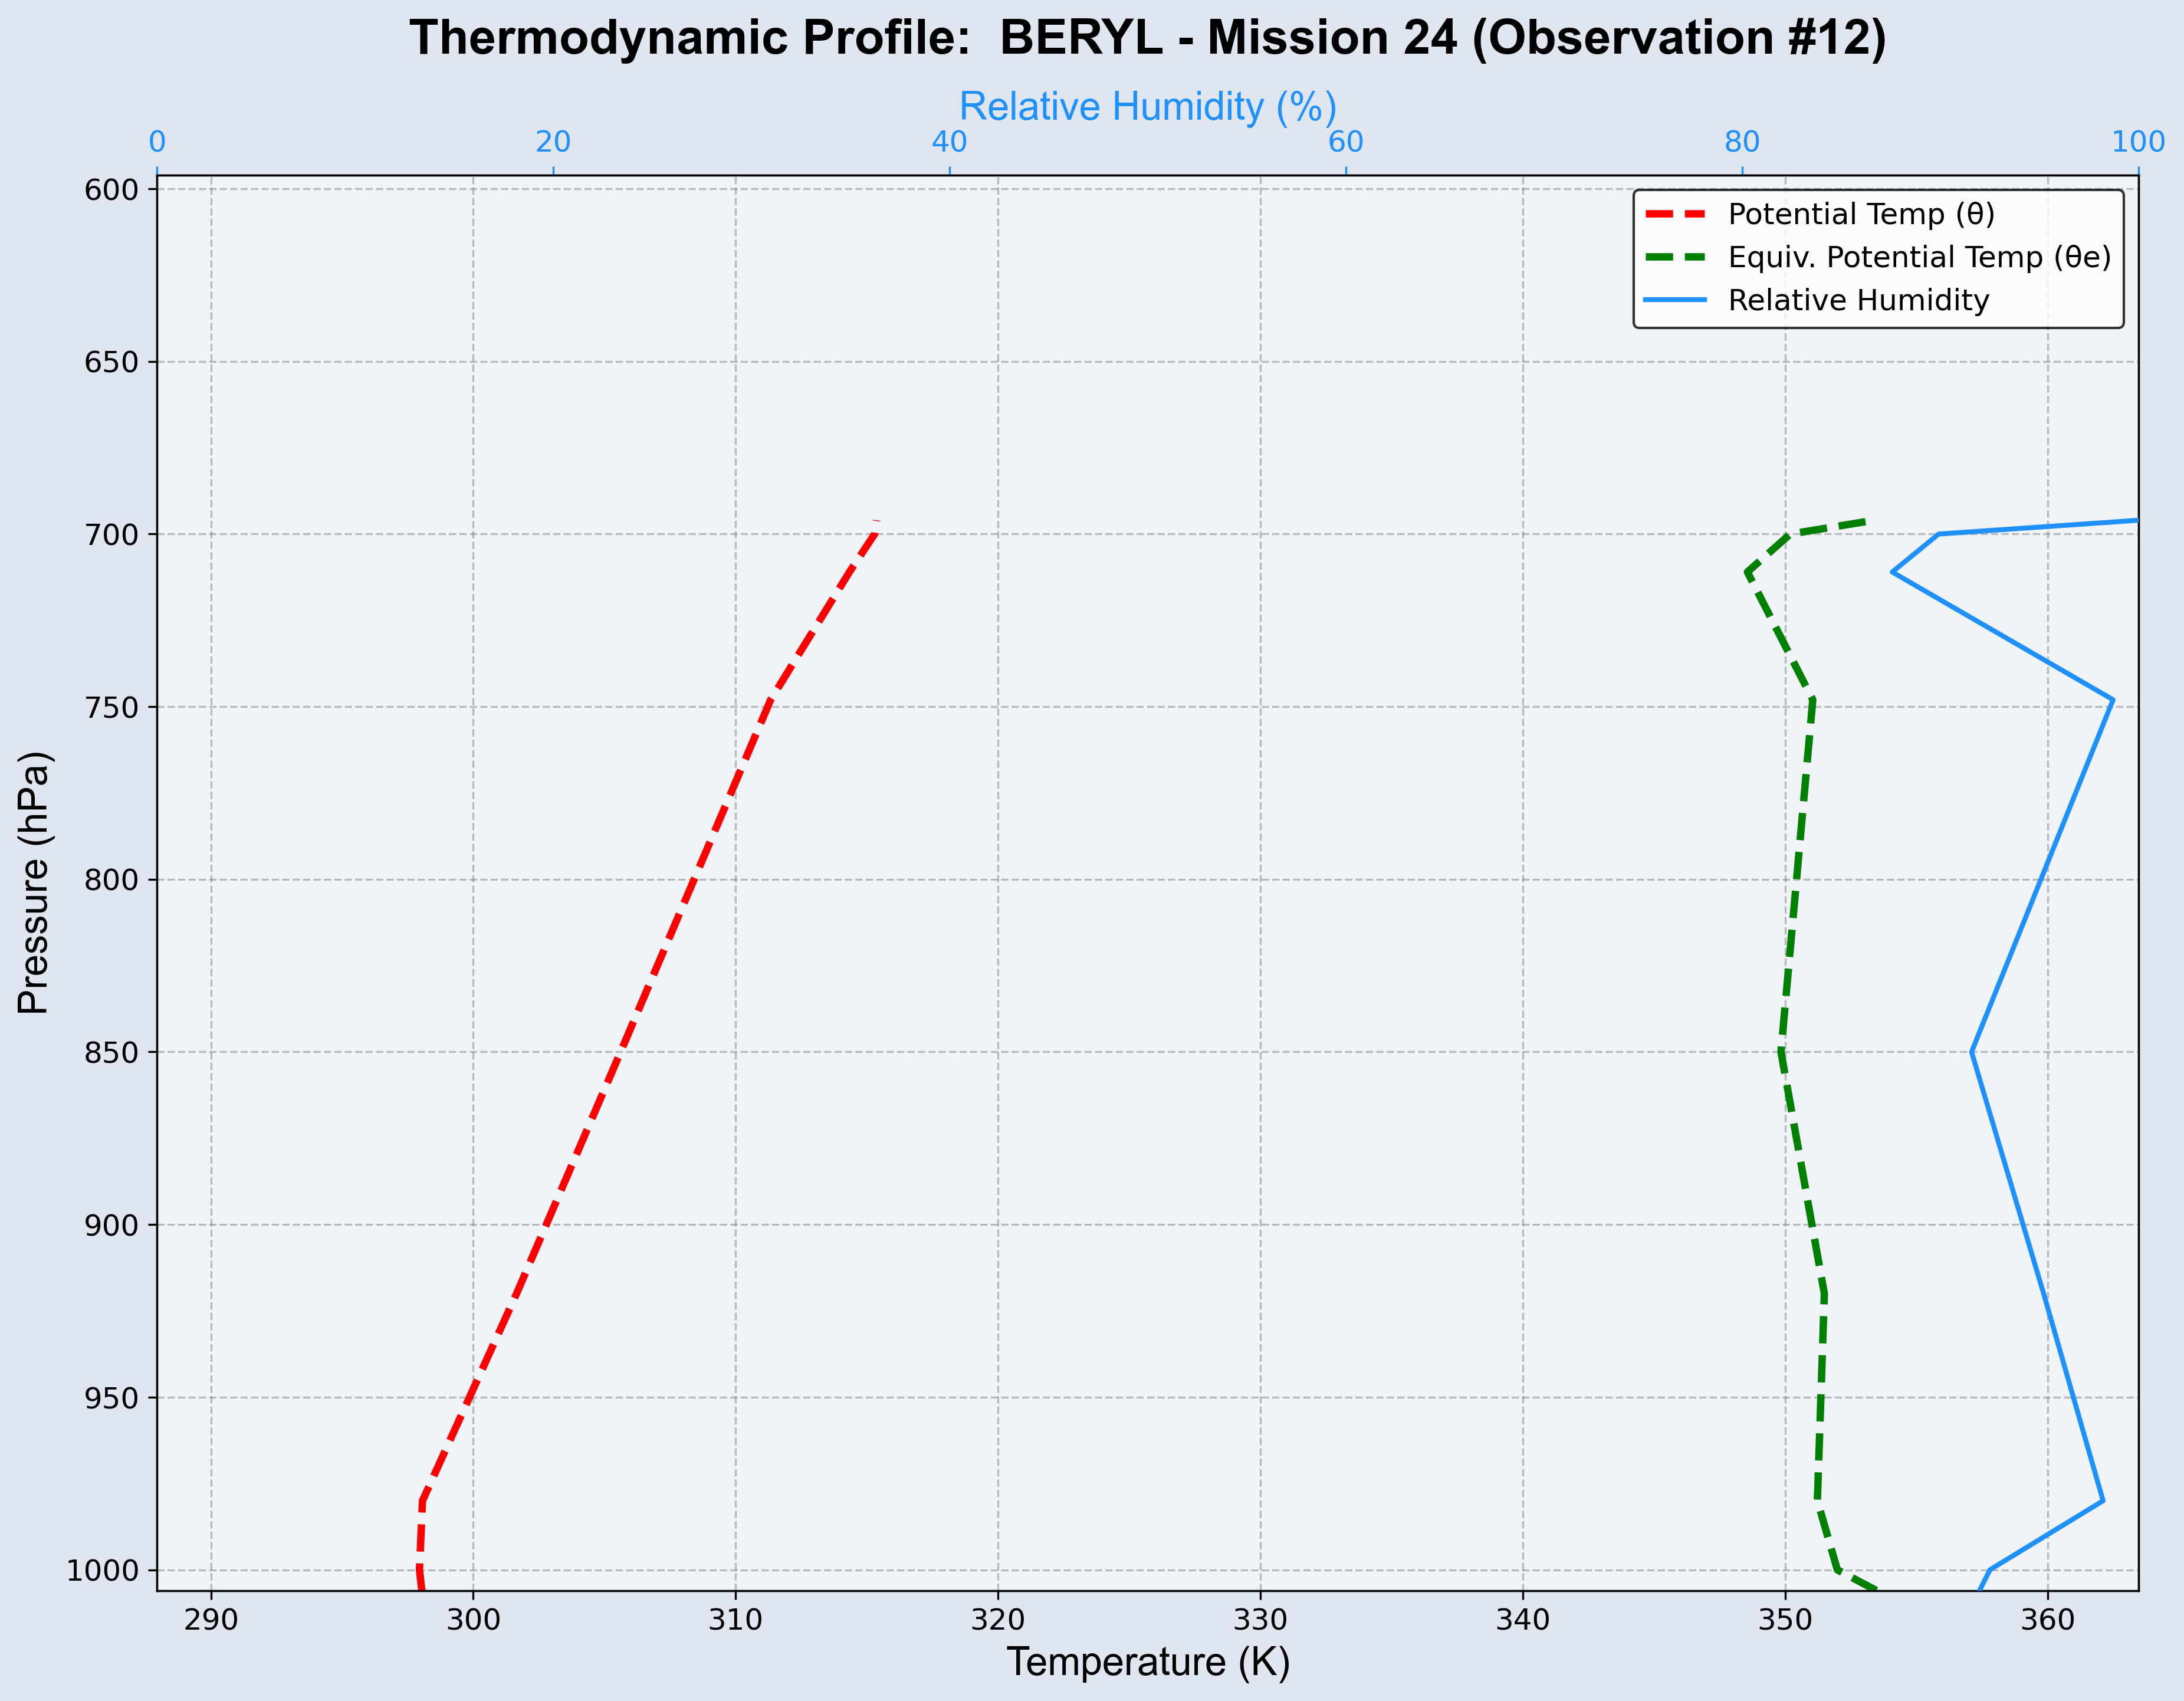 Thermodynamic Profile:  BERYL - Mission 24 (Observation #12)
Relative Humidity (%)
0 20 40 60 80 100
Potential Temp (θ)
Equiv. Potential Temp (θe)
Relative Humidity
Pressure (hPa)
600
650
700
750
800
850
900
950
1000
290 300 310 320 330 340 350 360
Temperature (K)